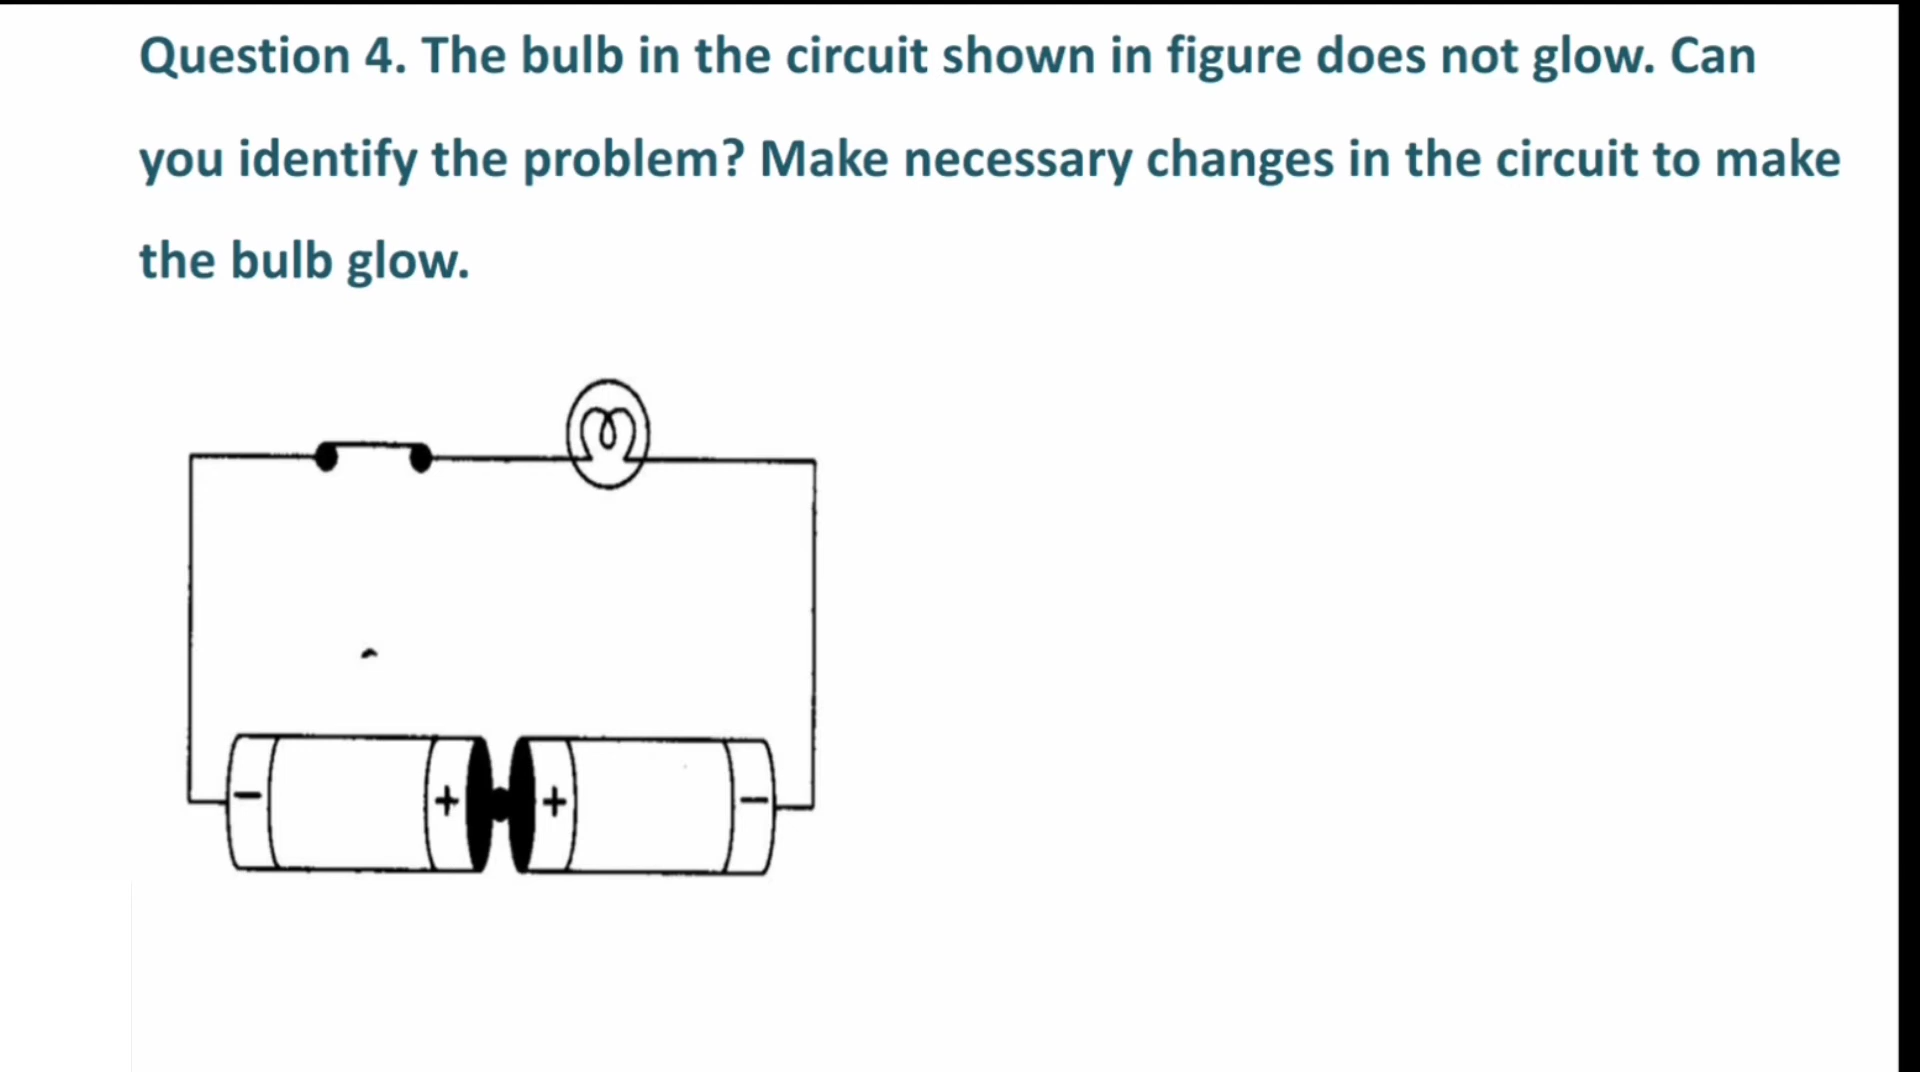 Question 4. The bulb in the circuit shown in figure does not glow. Can
you identify the problem? Make necessary changes in the circuit to make
the bulb glow.
− + + −